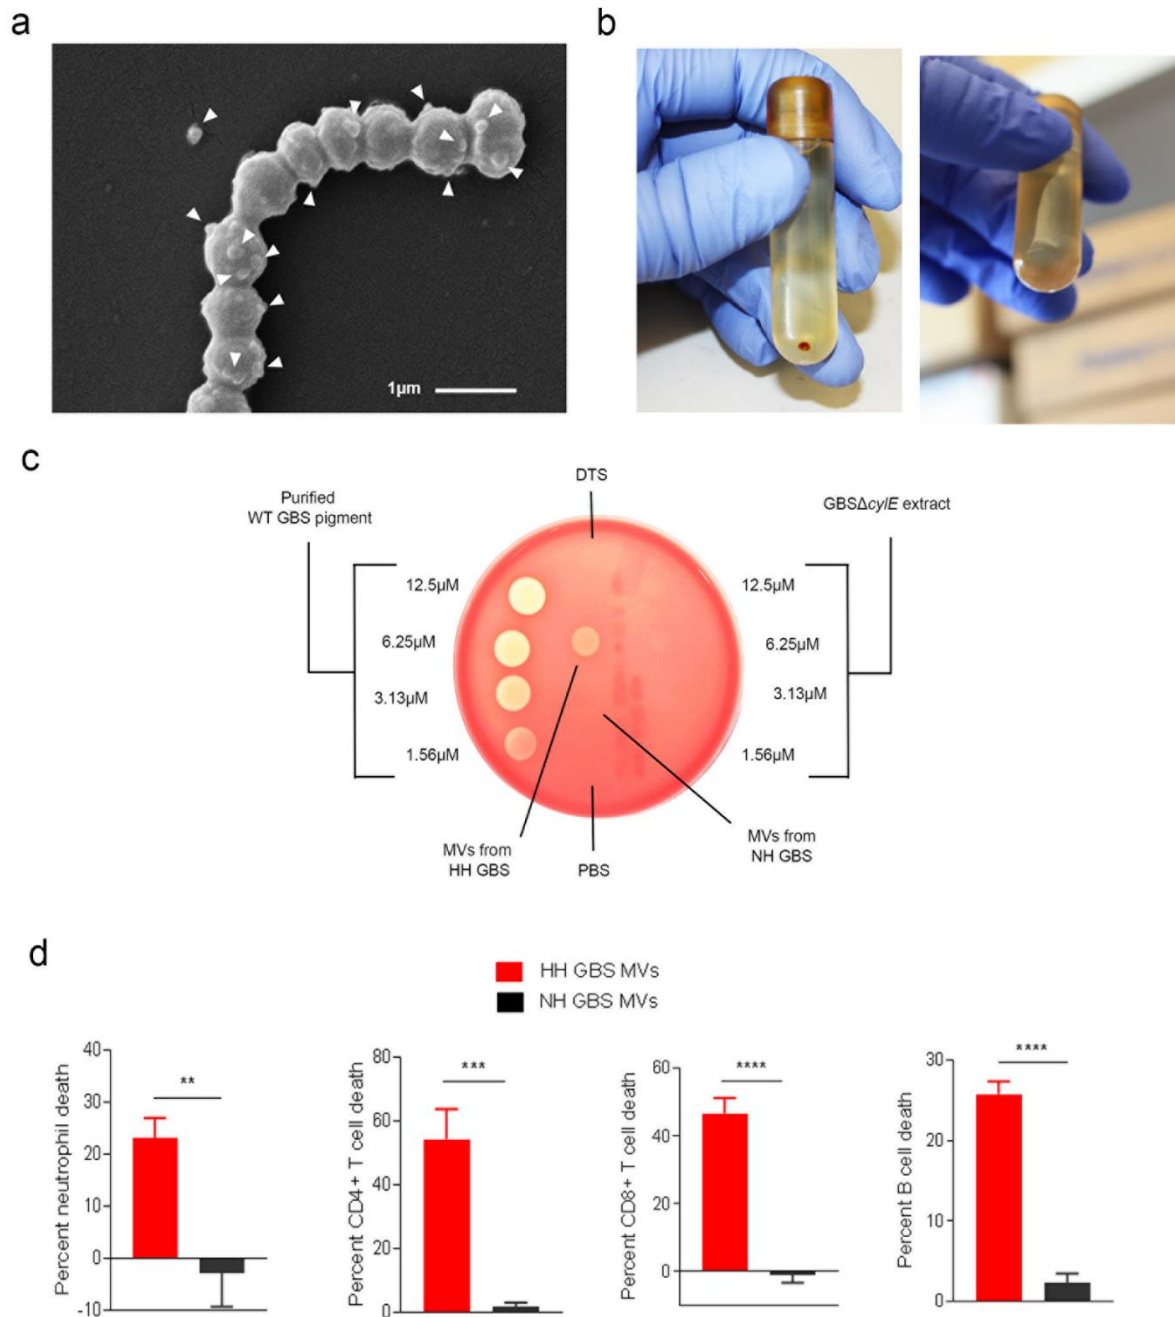 a
b
1µm
c
DTS
Purified
WT GBS pigment
GBSΔcylE extract
12.5µM
12.5µM
6.25µM
6.25µM
3.13µM
3.13µM
1.56µM
1.56µM
MVs from
HH GBS
PBS
MVs from
NH GBS
d
HH GBS MVs
NH GBS MVs
Percent neutrophil death
40
30
20
10
0
-10
**
Percent CD4+ T cell death
80
60
40
20
0
***
Percent CD8+ T cell death
60
40
20
0
****
Percent B cell death
30
20
10
0
****